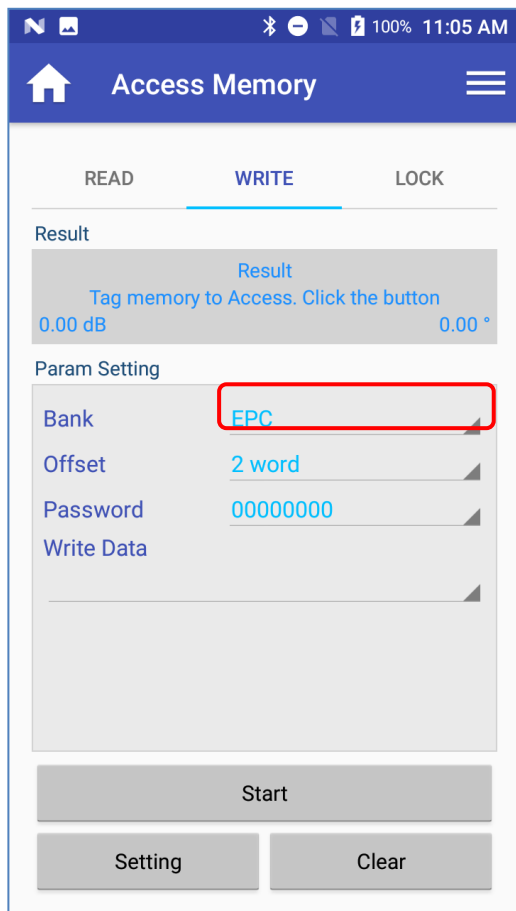 100% 11:05 AM
Access Memory
READ WRITE LOCK
Result
Result
Tag memory to Access. Click the button
0.00 dB 0.00 °
Param Setting
Bank EPC
Offset 2 word
Password 00000000
Write Data
Start
Setting Clear